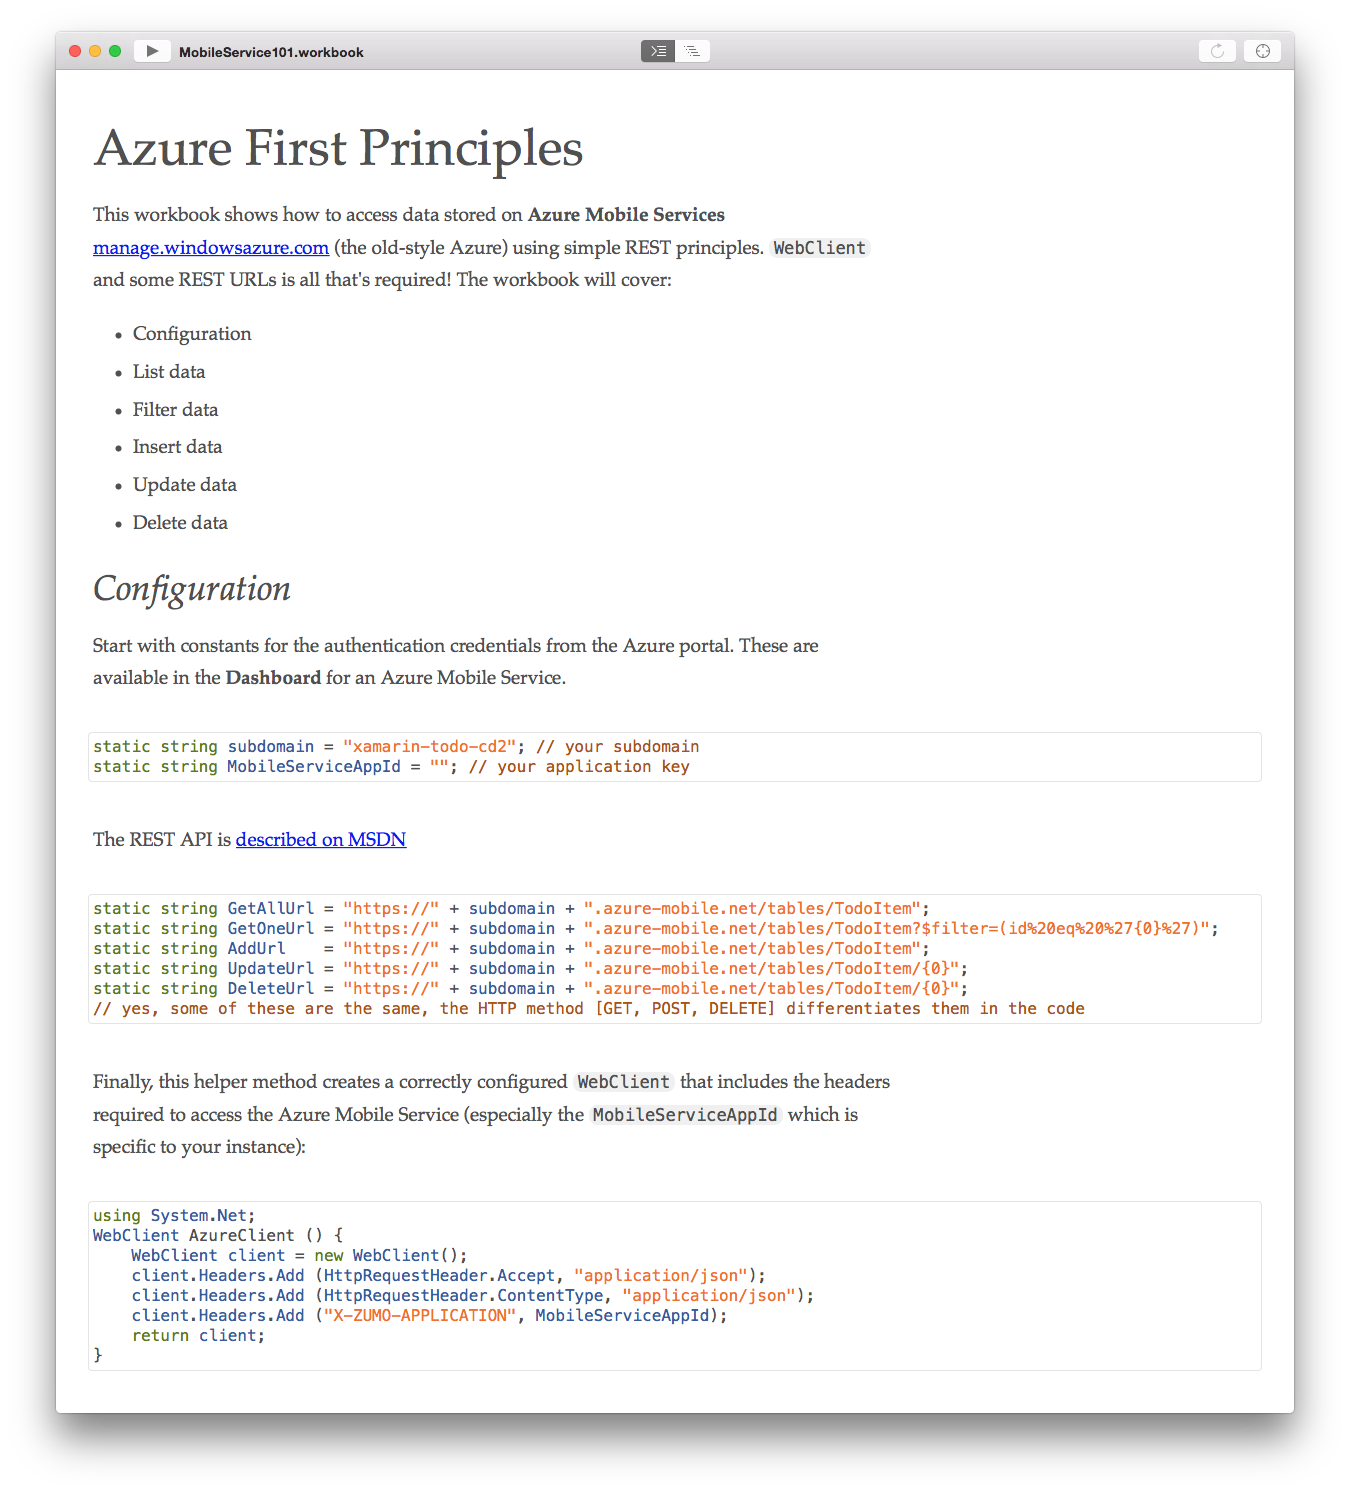 MobileService101.workbook
Azure First Principles
This workbook shows how to access data stored on Azure Mobile Services
manage.windowsazure.com (the old-style Azure) using simple REST principles. WebClient
and some REST URLs is all that's required! The workbook will cover:
• Configuration
• List data
• Filter data
• Insert data
• Update data
• Delete data
Configuration
Start with constants for the authentication credentials from the Azure portal. These are
available in the Dashboard for an Azure Mobile Service.
static string subdomain = "xamarin-todo-cd2"; // your subdomain
static string MobileServiceAppId = ""; // your application key
The REST API is described on MSDN
static string GetAllUrl = "https://" + subdomain + ".azure-mobile.net/tables/TodoItem";
static string GetOneUrl = "https://" + subdomain + ".azure-mobile.net/tables/TodoItem?$filter=(id%20eq%20%27{0}%27)";
static string AddUrl    = "https://" + subdomain + ".azure-mobile.net/tables/TodoItem";
static string UpdateUrl = "https://" + subdomain + ".azure-mobile.net/tables/TodoItem/{0}";
static string DeleteUrl = "https://" + subdomain + ".azure-mobile.net/tables/TodoItem/{0}";
// yes, some of these are the same, the HTTP method [GET, POST, DELETE] differentiates them in the code
Finally, this helper method creates a correctly configured WebClient that includes the headers
required to access the Azure Mobile Service (especially the MobileServiceAppId which is
specific to your instance):
using System.Net;
WebClient AzureClient () {
    WebClient client = new WebClient();
    client.Headers.Add (HttpRequestHeader.Accept, "application/json");
    client.Headers.Add (HttpRequestHeader.ContentType, "application/json");
    client.Headers.Add ("X-ZUMO-APPLICATION", MobileServiceAppId);
    return client;
}